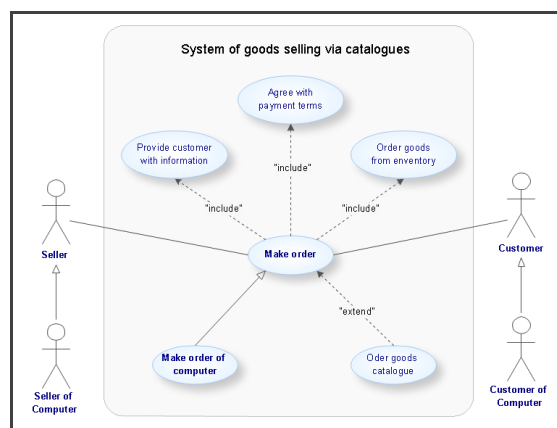 System of goods selling via catalogues
Agree with
payment terms
Provide customer
with information
Order goods
from enventory
"include"
"include"
"include"
Seller
Customer
Make order
"extend"
Make order of
computer
Oder goods
catalogue
Seller of
Computer
Customer of
Computer